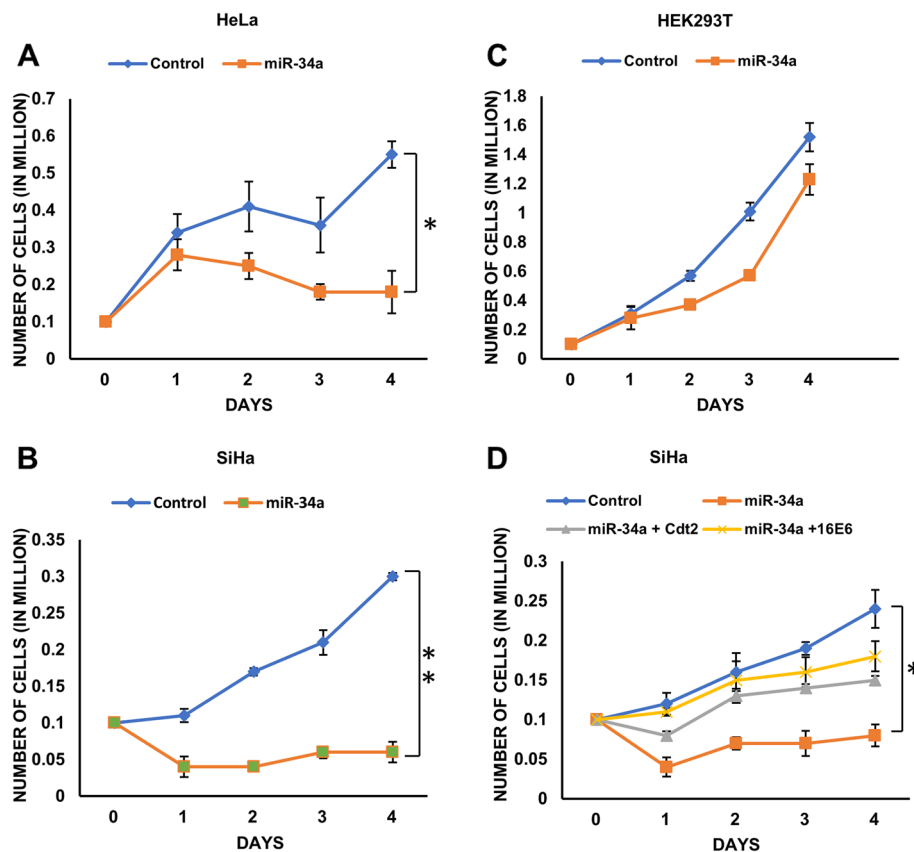 HeLa
A
Control miR-34a
NUMBER OF CELLS (IN MILLION)
0.7
0.6
0.5
0.4
0.3
0.2
0.1
0
0 1 2 3 4
DAYS
*
HEK293T
C
Control miR-34a
NUMBER OF CELLS (IN MILLION)
1.8
1.6
1.4
1.2
1
0.8
0.6
0.4
0.2
0
0 1 2 3 4
DAYS
B
SiHa
Control miR-34a
NUMBER OF CELLS (IN MILLION)
0.35
0.3
0.25
0.2
0.15
0.1
0.05
0
0 1 2 3 4
DAYS
*
*
D
SiHa
Control miR-34a
miR-34a + Cdt2 miR-34a +16E6
NUMBER OF CELLS (IN MILLION)
0.3
0.25
0.2
0.15
0.1
0.05
0
0 1 2 3 4
DAYS
*